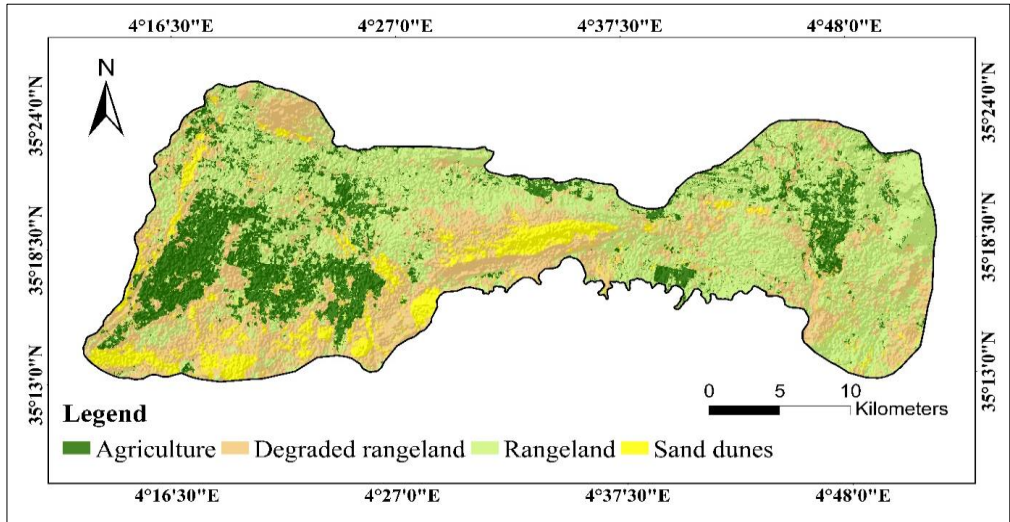 4°16'30"E 4°27'0"E 4°37'30"E 4°48'0"E
N
35°24'0"N 35°24'0"N
35°18'30"N 35°18'30"N
35°13'0"N 35°13'0"N
0 5 10
Kilometers
Legend
Agriculture Degraded rangeland Rangeland Sand dunes
4°16'30"E 4°27'0"E 4°37'30"E 4°48'0"E